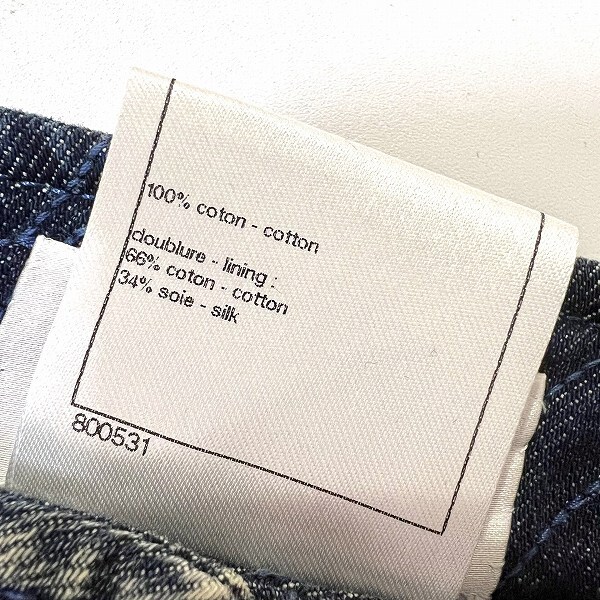 100% coton - cotton
doublure - lining :
66% coton - cotton
34% soie - silk
800531